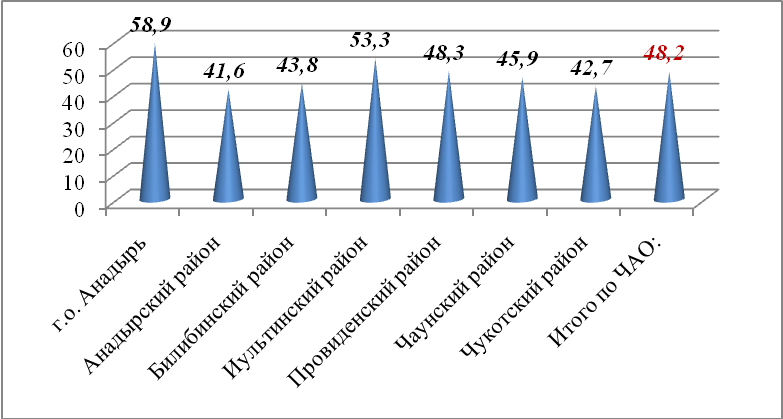 58,9
41,6
43,8
53,3
48,3
45,9
42,7
48,2
60
50
40
30
20
10
0
г.о. Анадырь
Анадырский район
Билибинский район
Иультинский район
Провиденский район
Чаунский район
Чукотский район
Итого по ЧАО: